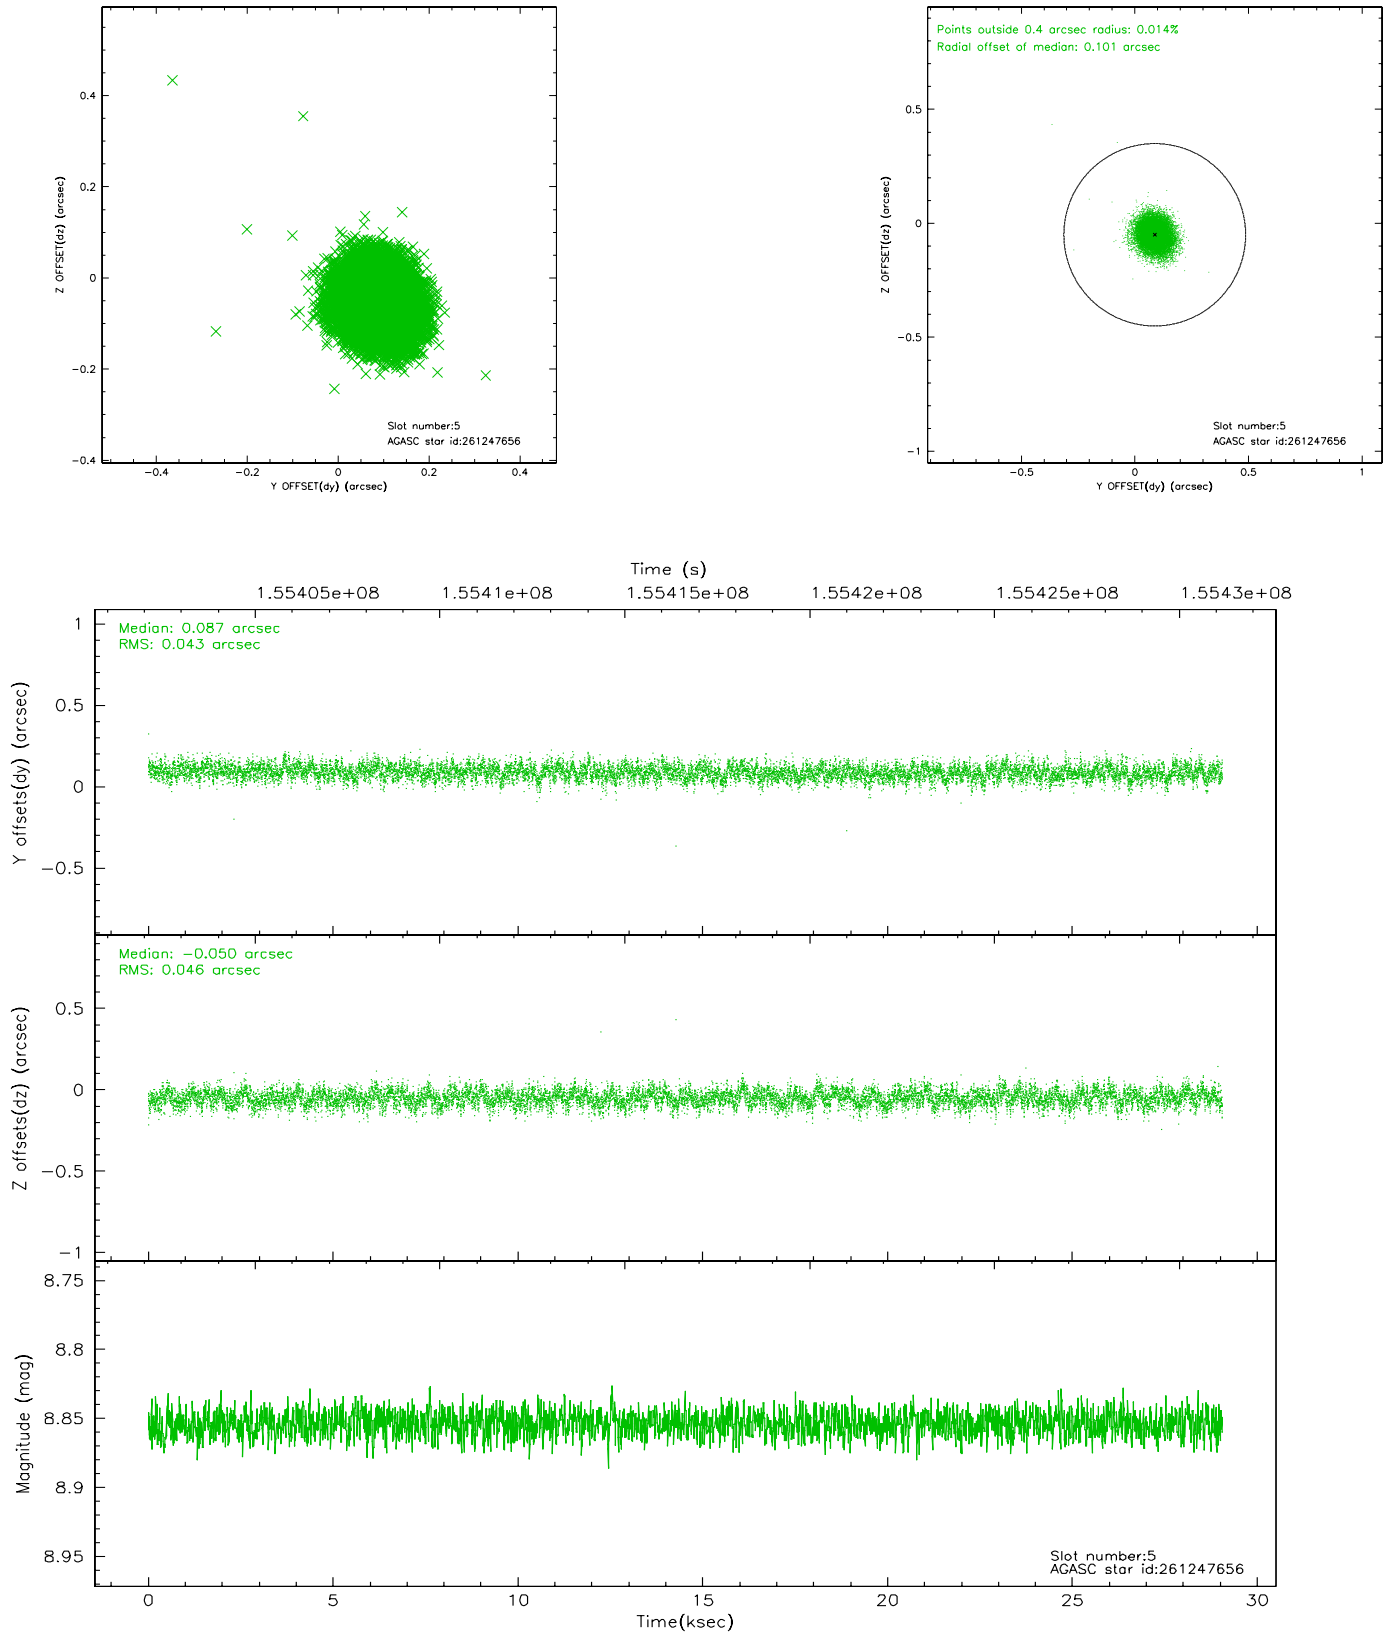 0.4
0.2
0
−0.2
−0.4
Z OFFSET(dz) (arcsec)
Slot number:5
AGASC star id:261247656
−0.4 −0.2 0 0.2 0.4
Y OFFSET(dy) (arcsec)
Points outside 0.4 arcsec radius: 0.014%
Radial offset of median: 0.101 arcsec
0.5
0
−0.5
−1
Z OFFSET(dz) (arcsec)
Slot number:5
AGASC star id:261247656
−0.5 0 0.5 1
Y OFFSET(dy) (arcsec)
Time (s)
1.55405e+08 1.5541e+08 1.55415e+08 1.5542e+08 1.55425e+08 1.5543e+08
Median: 0.087 arcsec
RMS: 0.043 arcsec
1
0.5
0
−0.5
Y offsets(dy) (arcsec)
Median: −0.050 arcsec
RMS: 0.046 arcsec
0.5
0
−0.5
−1
Z offsets(dz) (arcsec)
8.75
8.8
8.85
8.9
8.95
Magnitude (mag)
Slot number:5
AGASC star id:261247656
0 5 10 15 20 25 30
Time(ksec)